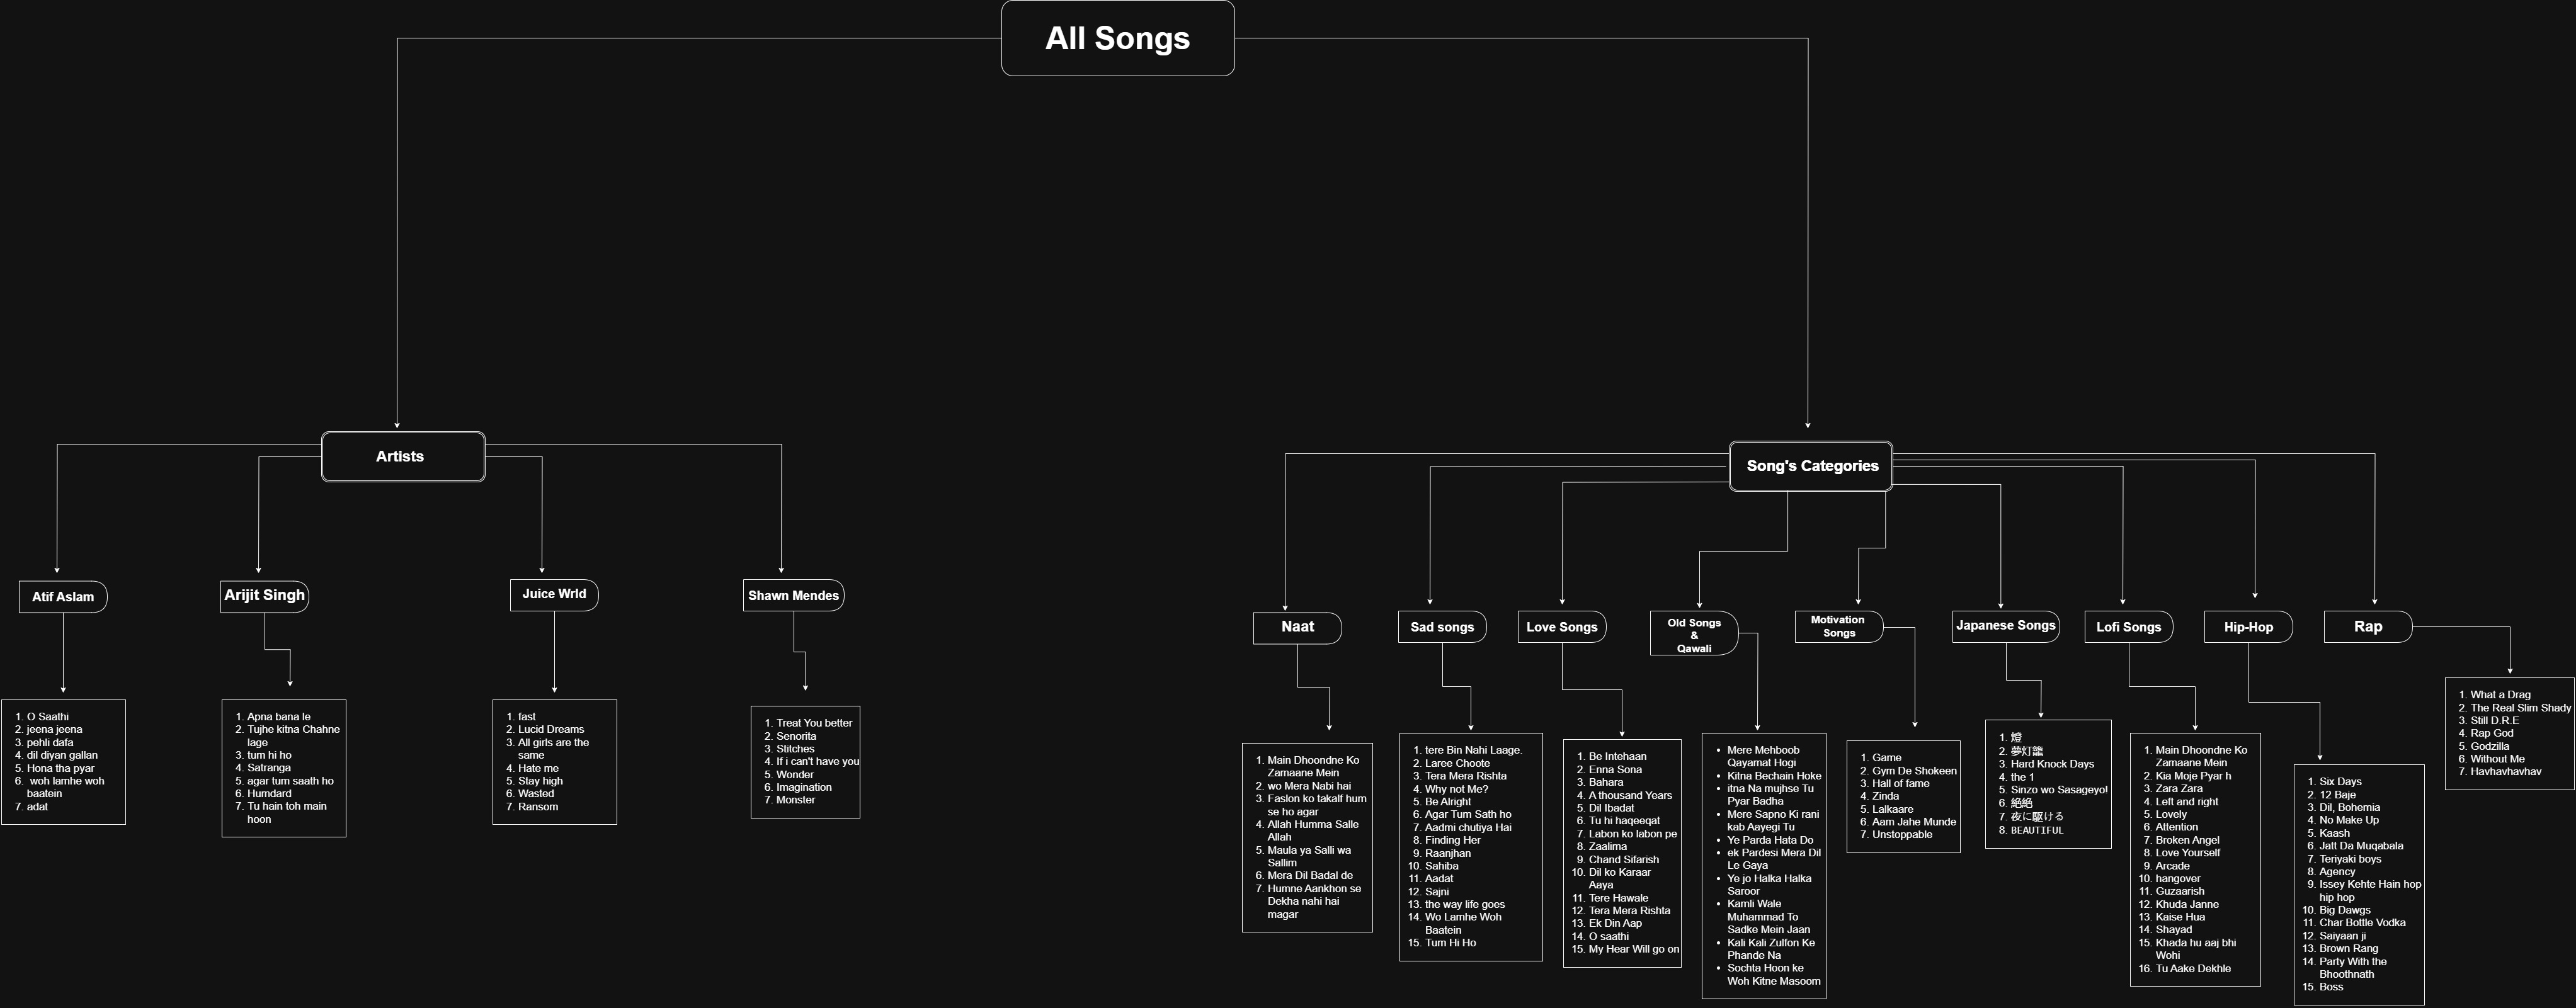 All Songs
Artists
Song's Categories
Atif Aslam
Arijit Singh
Juice Wrld
Shawn Mendes
Naat
Sad songs
Love Songs
Old Songs
&
Qawali
Motivation
Songs
Japanese Songs
Lofi Songs
Hip-Hop
Rap
1. O Saathi
2. jeena jeena
3. pehli dafa
4. dil diyan gallan
5. Hona tha pyar
6. woh lamhe woh
baatein
7. adat
1. Apna bana le
2. Tujhe kitna Chahne
lage
3. tum hi ho
4. Satranga
5. agar tum saath ho
6. Humdard
7. Tu hain toh main
hoon
1. fast
2. Lucid Dreams
3. All girls are the
same
4. Hate me
5. Stay high
6. Wasted
7. Ransom
1. Treat You better
2. Senorita
3. Stitches
4. If i can't have you
5. Wonder
6. Imagination
7. Monster
1. Main Dhoondne Ko
Zamaane Mein
2. wo Mera Nabi hai
3. Faslon ko takalf hum
se ho agar
4. Allah Humma Salle
Allah
5. Maula ya Salli wa
Sallim
6. Mera Dil Badal de
7. Humne Aankhon se
Dekha nahi hai
magar
1. tere Bin Nahi Laage.
2. Laree Choote
3. Tera Mera Rishta
4. Why not Me?
5. Be Alright
6. Agar Tum Sath ho
7. Aadmi chutiya Hai
8. Finding Her
9. Raanjhan
10. Sahiba
11. Aadat
12. Sajni
13. the way life goes
14. Wo Lamhe Woh
Baatein
15. Tum Hi Ho
1. Be Intehaan
2. Enna Sona
3. Bahara
4. A thousand Years
5. Dil Ibadat
6. Tu hi haqeeqat
7. Labon ko labon pe
8. Zaalima
9. Chand Sifarish
10. Dil ko Karaar
Aaya
11. Tere Hawale
12. Tera Mera Rishta
13. Ek Din Aap
14. O saathi
15. My Hear Will go on
• Mere Mehboob
Qayamat Hogi
• Kitna Bechain Hoke
• itna Na mujhse Tu
Pyar Badha
• Mere Sapno Ki rani
kab Aayegi Tu
• Ye Parda Hata Do
• ek Pardesi Mera Dil
Le Gaya
• Ye jo Halka Halka
Saroor
• Kamli Wale
Muhammad To
Sadke Mein Jaan
• Kali Kali Zulfon Ke
Phande Na
• Sochta Hoon ke
Woh Kitne Masoom
1. Game
2. Gym De Shokeen
3. Hall of fame
4. Zinda
5. Lalkaare
6. Aam Jahe Munde
7. Unstoppable
1. 燈
2. 夢灯籠
3. Hard Knock Days
4. the 1
5. Sinzo wo Sasageyo!
6. 絶絶
7. 夜に駆ける
8. BEAUTIFUL
1. Main Dhoondne Ko
Zamaane Mein
2. Kia Moje Pyar h
3. Zara Zara
4. Left and right
5. Lovely
6. Attention
7. Broken Angel
8. Love Yourself
9. Arcade
10. hangover
11. Guzaarish
12. Khuda Janne
13. Kaise Hua
14. Shayad
15. Khada hu aaj bhi
Wohi
16. Tu Aake Dekhle
1. Six Days
2. 12 Baje
3. Dil, Bohemia
4. No Make Up
5. Kaash
6. Jatt Da Muqabala
7. Teriyaki boys
8. Agency
9. Issey Kehte Hain hop
hip hop
10. Big Dawgs
11. Char Bottle Vodka
12. Saiyaan ji
13. Brown Rang
14. Party With the
Bhoothnath
15. Boss
1. What a Drag
2. The Real Slim Shady
3. Still D.R.E
4. Rap God
5. Godzilla
6. Without Me
7. Havhavhavhav